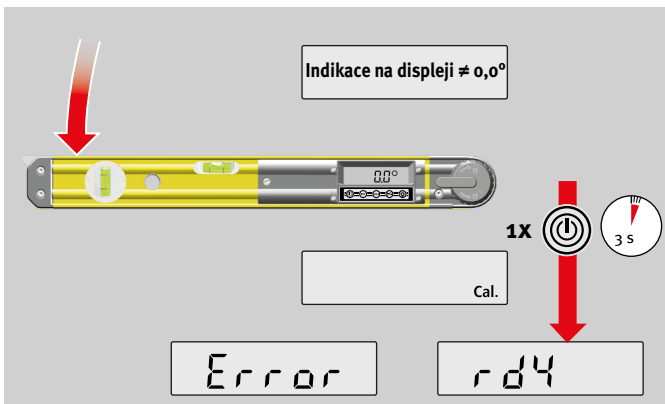 Indikace na displeji ≠ 0,0°
0.0°
1X
3 s
Cal.
Error
rdY